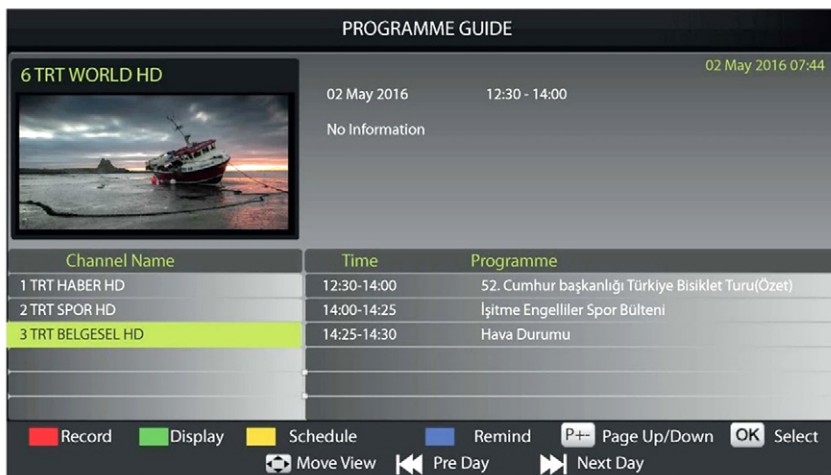 PROGRAMME GUIDE
6 TRT WORLD HD
02 May 2016 07:44
02 May 2016 12:30 - 14:00
No Information
Channel Name Time Programme
1 TRT HABER HD 12:30-14:00 52. Cumhur başkanlığı Türkiye Bisiklet Turu(Özet)
2 TRT SPOR HD 14:00-14:25 İşitme Engelliler Spor Bülteni
3 TRT BELGESEL HD 14:25-14:30 Hava Durumu
Record Display Schedule Remind P+- Page Up/Down OK Select
Move View Pre Day Next Day